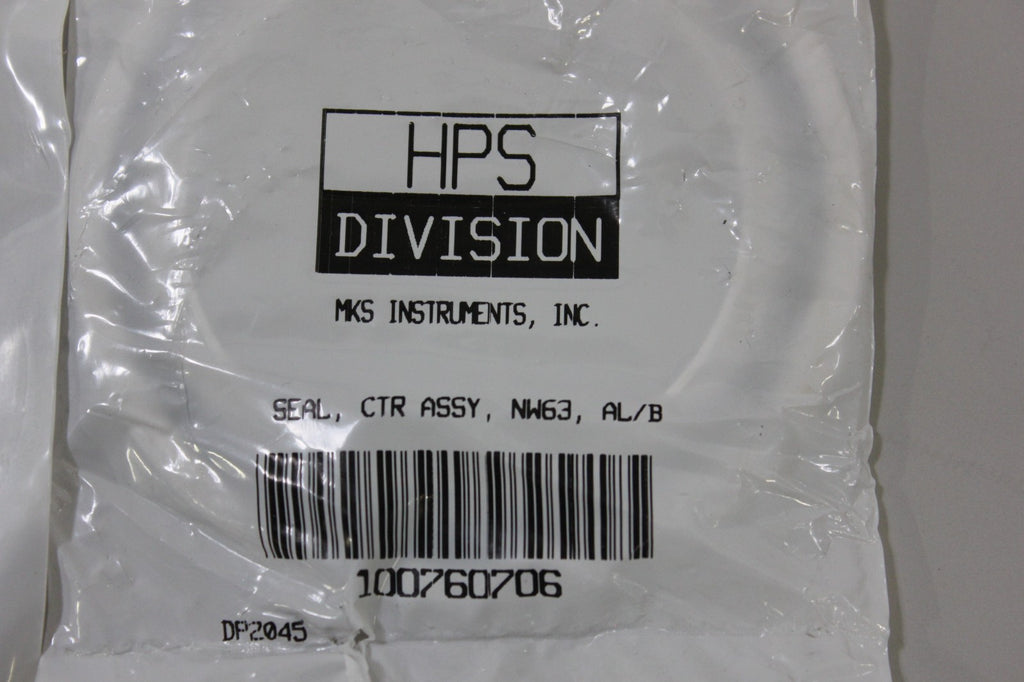 HPS
DIVISION
MKS INSTRUMENTS, INC.
SEAL, CTR ASSY, NW63, AL/B
100760706
DP2045